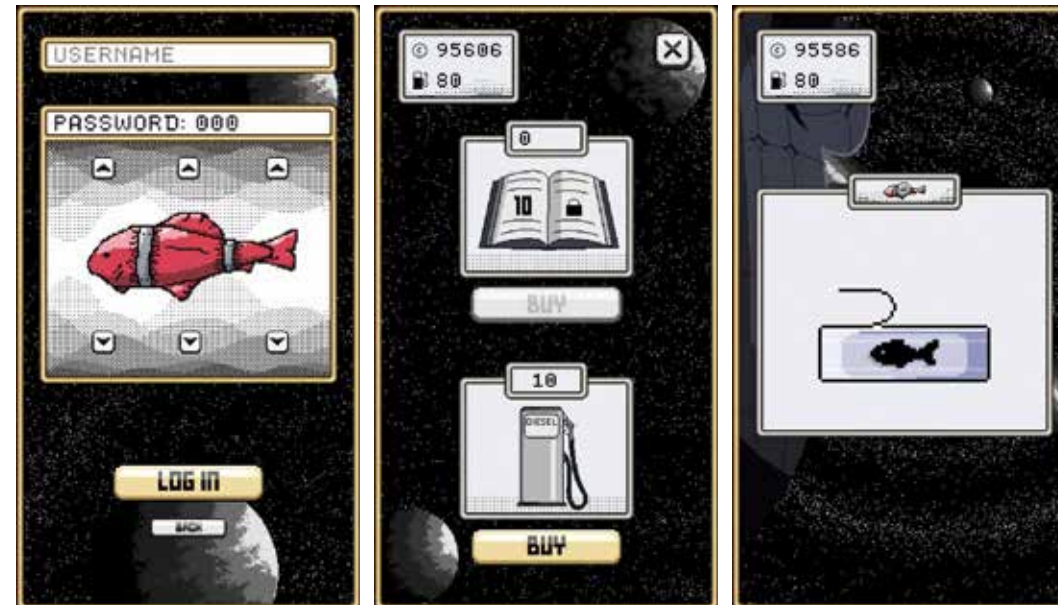 USERNAME
PASSWORD: 000
LOG IN
BACK
© 95606
80
0
10
BUY
10
DIESEL
BUY
© 95586
80